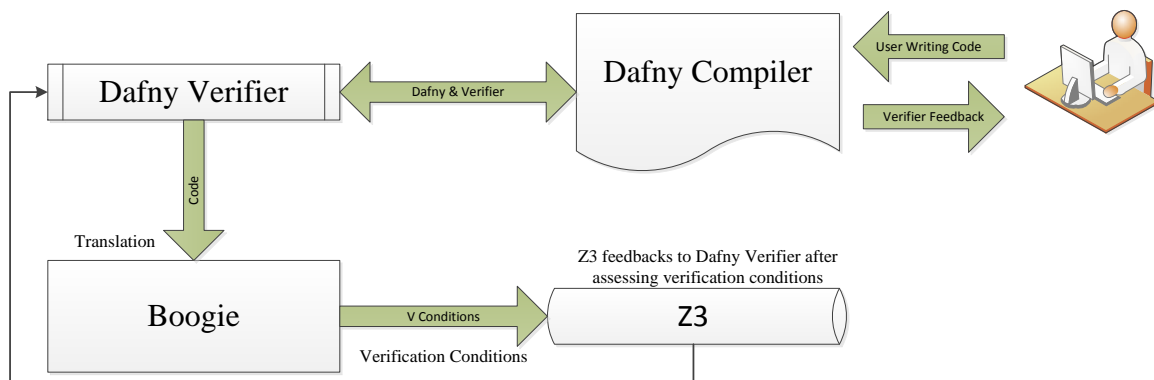 User Writing Code
Dafny Compiler
Dafny Verifier
Dafny & Verifier
Verifier Feedback
Code
Translation
Z3 feedbacks to Dafny Verifier after
assessing verification conditions
Boogie
V Conditions
Z3
Verification Conditions